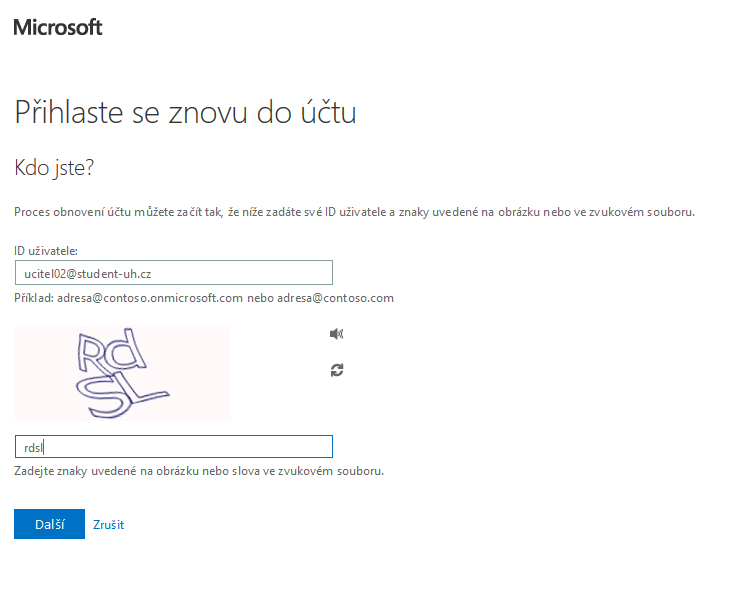 Microsoft
Přihlaste se znovu do účtu
Kdo jste?
Proces obnovení účtu můžete začít tak, že níže zadáte své ID uživatele a znaky uvedené na obrázku nebo ve zvukovém souboru.
ID uživatele:
ucitel02@student-uh.cz
Příklad: adresa@contoso.onmicrosoft.com nebo adresa@contoso.com
Rd
SL
rdsl
Zadejte znaky uvedené na obrázku nebo slova ve zvukovém souboru.
Další Zrušit